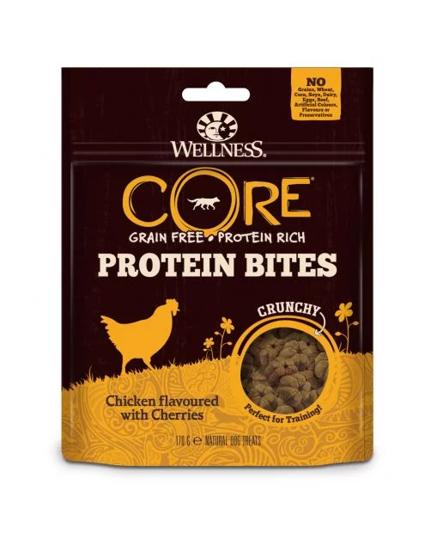 NO
Grains, Wheat,
Corn, Soya, Dairy,
Eggs, Beef,
Artificial Colours,
Flavours or
Preservatives
WELLNESS®
CORE®
GRAIN FREE • PROTEIN RICH
PROTEIN BITES
CRUNCHY
Perfect for Training!
Chicken flavoured
with Cherries
170 G e NATURAL DOG TREATS